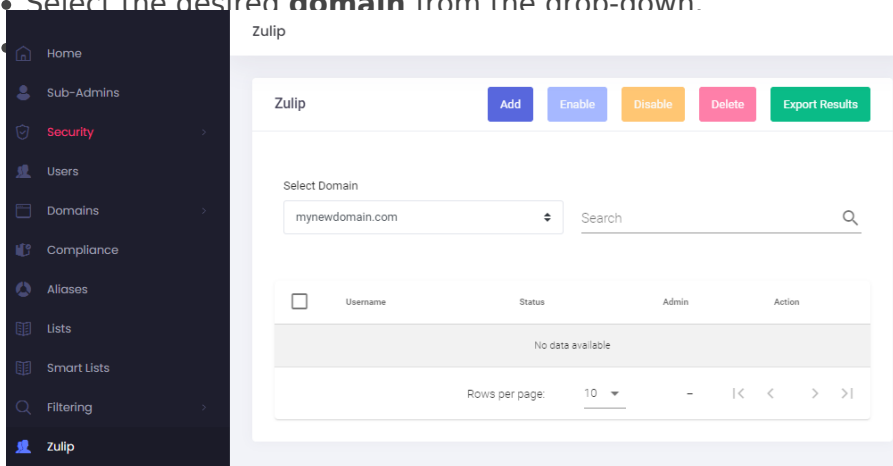 Select the desired domain from the drop-down.
Home
Sub-Admins
Security
Users
Domains
Compliance
Aliases
Lists
Smart Lists
Filtering
Zulip
Zulip
Zulip
Add
Enable
Disable
Delete
Export Results
Select Domain
mynewdomain.com
Search
Username Status Admin Action
No data available
Rows per page: 10 –